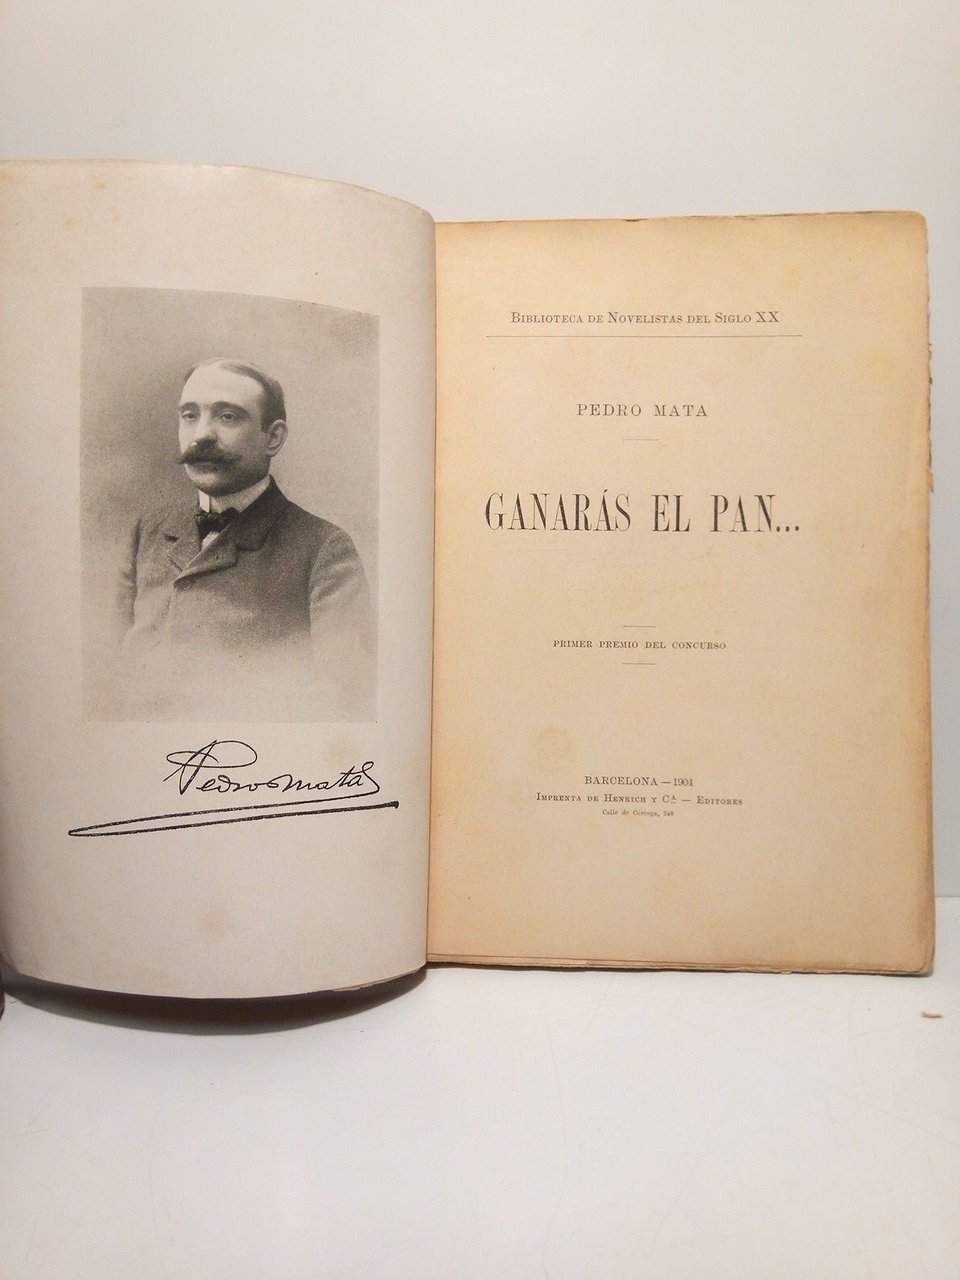 Pedro Mata
BIBLIOTECA DE NOVELISTAS DEL SIGLO XX
PEDRO MATA
GANARÁS EL PAN...
PRIMER PREMIO DEL CONCURSO
BARCELONA — 1904
IMPRENTA DE HENRICH Y Cª — EDITORES
Calle de Córcega, 348